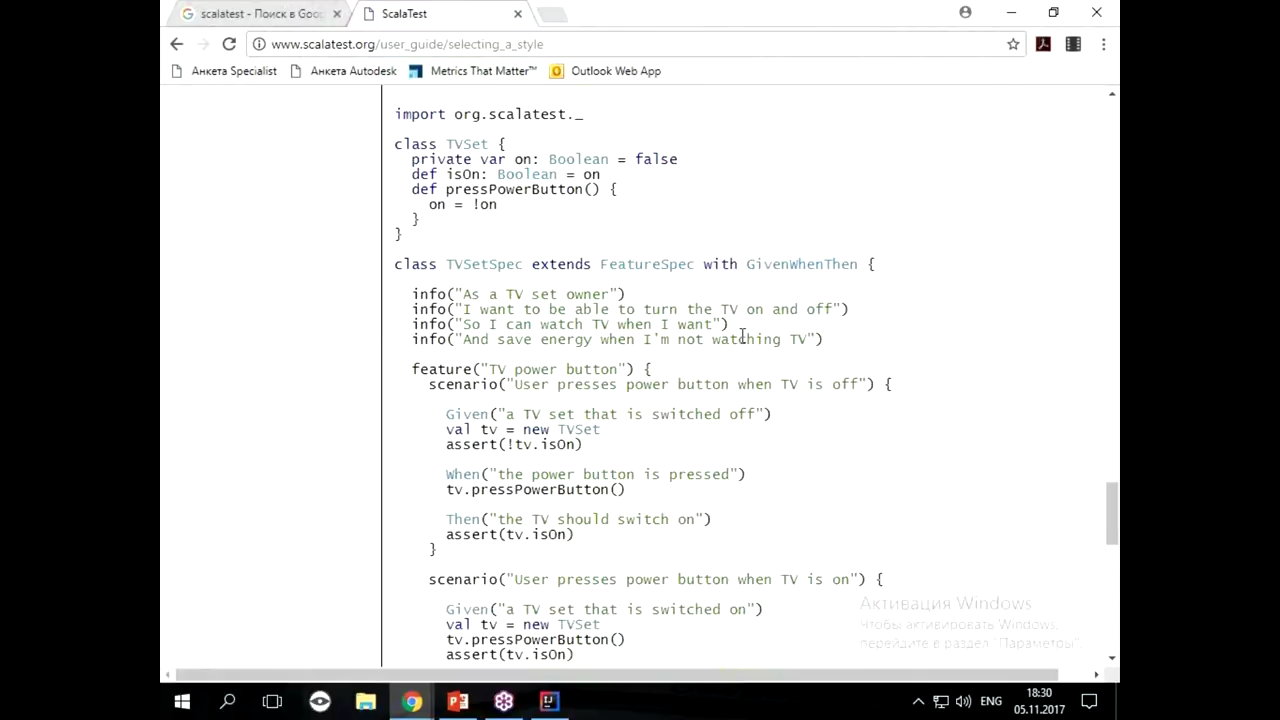 scalatest - Поиск в Goo
ScalaTest
www.scalatest.org/user_guide/selecting_a_style
Анкета Specialist
Анкета Autodesk
Metrics That Matter™
Outlook Web App
import org.scalatest._
class TVSet {
private var on: Boolean = false
def isOn: Boolean = on
def pressPowerButton() {
on = !on
}
}
class TVSetSpec extends FeatureSpec with GivenWhenThen {
info("As a TV set owner")
info("I want to be able to turn the TV on and off")
info("So I can watch TV when I want")
info("And save energy when I'm not watching TV")
feature("TV power button") {
scenario("User presses power button when TV is off") {
Given("a TV set that is switched off")
val tv = new TVSet
assert(!tv.isOn)
When("the power button is pressed")
tv.pressPowerButton()
Then("the TV should switch on")
assert(tv.isOn)
}
scenario("User presses power button when TV is on") {
Given("a TV set that is switched on")
val tv = new TVSet
tv.pressPowerButton()
assert(tv.isOn)
Активация Windows
Чтобы активировать Windows,
перейдите в раздел "Параметры".
ENG
18:30
05.11.2017